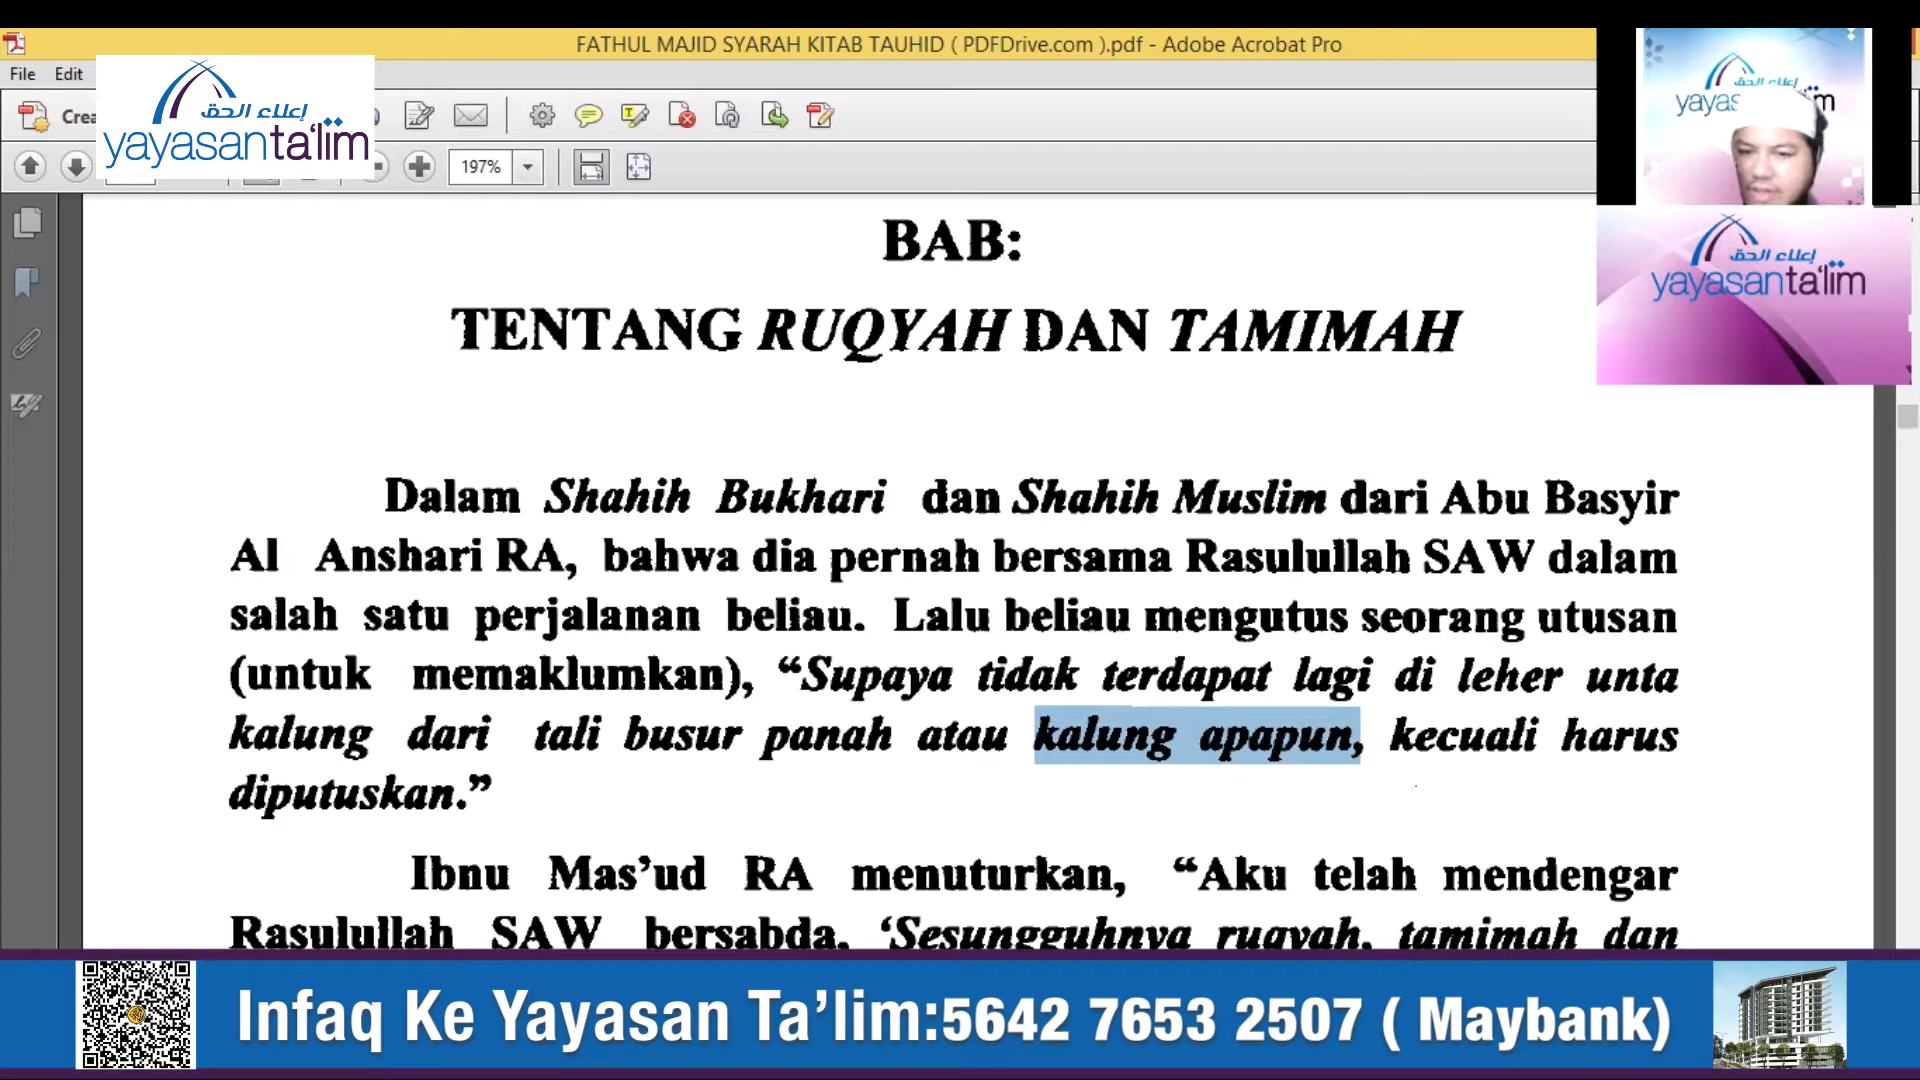 FATHUL MAJID SYARAH KITAB TAUHID ( PDFDrive.com ).pdf - Adobe Acrobat Pro
File Edit
Crea
إعلاء الحق
yayasanta'lim
197%
إعلاء الحق
yayas m
إعلاء الحق
yayasanta'lim
BAB:
TENTANG RUQYAH DAN TAMIMAH
Dalam Shahih Bukhari dan Shahih Muslim dari Abu Basyir
Al Anshari RA, bahwa dia pernah bersama Rasulullah SAW dalam
salah satu perjalanan beliau. Lalu beliau mengutus seorang utusan
(untuk memaklumkan), “Supaya tidak terdapat lagi di leher unta
kalung dari tali busur panah atau kalung apapun, kecuali harus
diputuskan.”
Ibnu Mas’ud RA menuturkan, “Aku telah mendengar
Rasulullah SAW bersabda, ‘Sesungguhnya ruqyah, tamimah dan
Infaq Ke Yayasan Ta’lim:5642 7653 2507 ( Maybank)